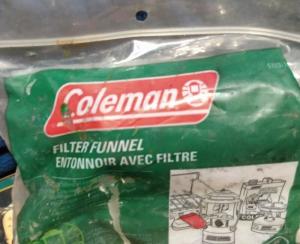 Coleman
FILTER FUNNEL
ENTONNOIR AVEC FILTRE